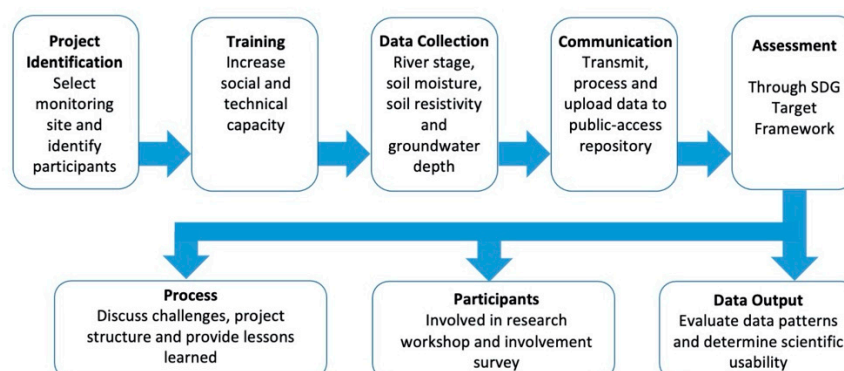 Project
Identification
Select
monitoring
site and
identify
participants
Training
Increase
social and
technical
capacity
Data Collection
River stage,
soil moisture,
soil resistivity
and
groundwater
depth
Communication
Transmit,
process and
upload data to
public-access
repository
Assessment
Through SDG
Target
Framework
Process
Discuss challenges, project
structure and provide lessons
learned
Participants
Involved in research
workshop and involvement
survey
Data Output
Evaluate data patterns
and determine scientific
usability